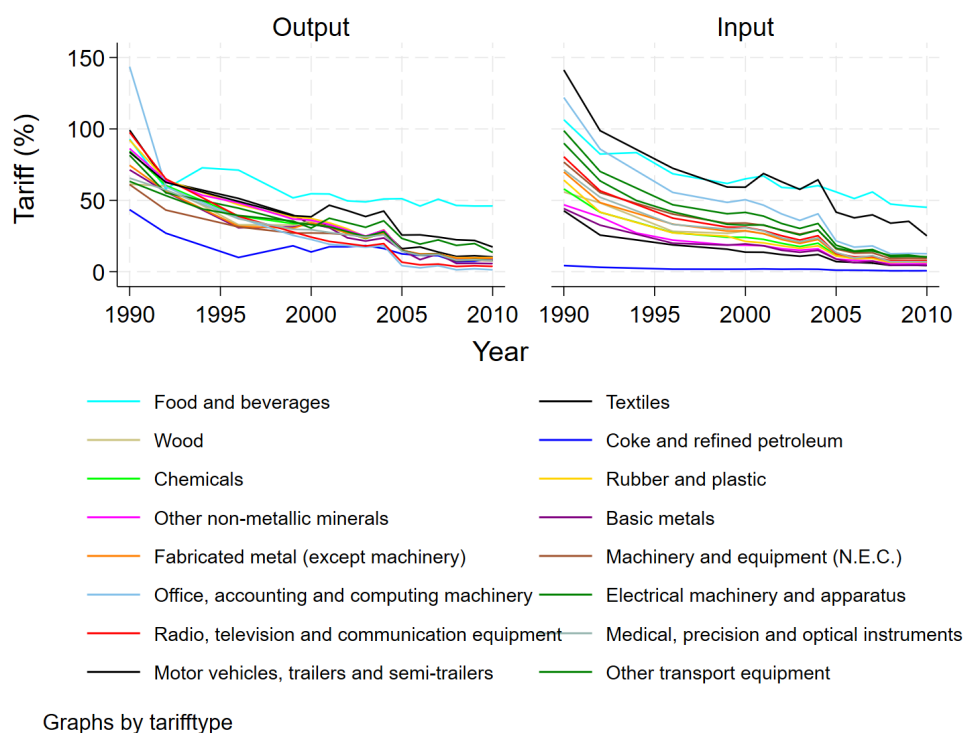 Output Input
Tariff (%)
150
100
50
0
1990 1995 2000 2005 2010 1990 1995 2000 2005 2010
Year
Food and beverages Textiles
Wood Coke and refined petroleum
Chemicals Rubber and plastic
Other non-metallic minerals Basic metals
Fabricated metal (except machinery) Machinery and equipment (N.E.C.)
Office, accounting and computing machinery Electrical machinery and apparatus
Radio, television and communication equipment Medical, precision and optical instruments
Motor vehicles, trailers and semi-trailers Other transport equipment
Graphs by tarifftype